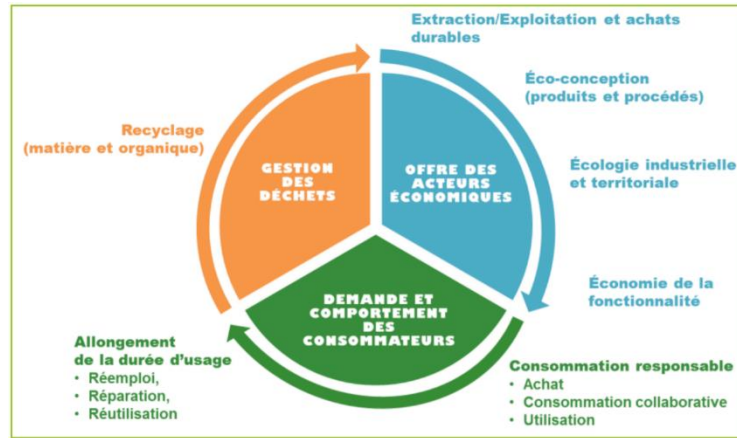 Extraction/Exploitation et achats
durables
Éco-conception
(produits et procédés)
Écologie industrielle
et territoriale
Économie de la
fonctionnalité
Recyclage
(matière et organique)
GESTION
DES
DÉCHETS
OFFRE DES
ACTEURS
ÉCONOMIQUES
DEMANDE ET
COMPORTEMENT
DES
CONSOMMATEURS
Consommation responsable
• Achat
• Consommation collaborative
• Utilisation
Allongement
de la durée d’usage
• Réemploi,
• Réparation,
• Réutilisation